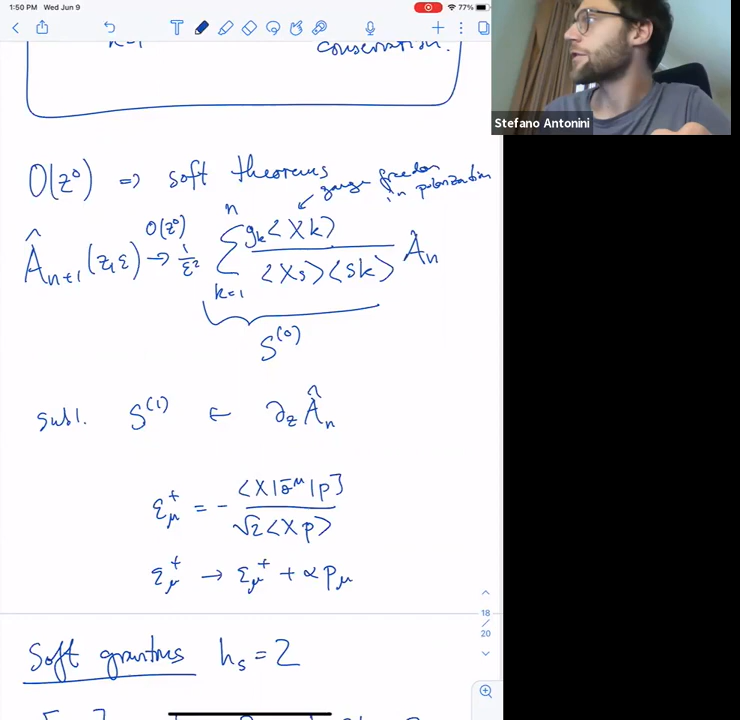 1:50 PM Wed Jun 9
77%
Stefano Antonini
conservation.
O(z⁰) ⇒ soft theorems
gauge freedom
in polarization
Â_{n+1}(z, ε) →^{O(z⁰)} 1/ε² Σ_{k=1}^{n} g_k⟨Xk⟩ / ⟨Xs⟩⟨sk⟩ Â_n
S^{(0)}
subl. S^{(1)} ← ∂_z Â_n
ε_μ^+ = - ⟨X|σ̄^μ|p] / √2⟨Xp⟩
ε_μ^+ → ε_μ^+ + αp_μ
18
/
20
Soft gravitons h_s = 2